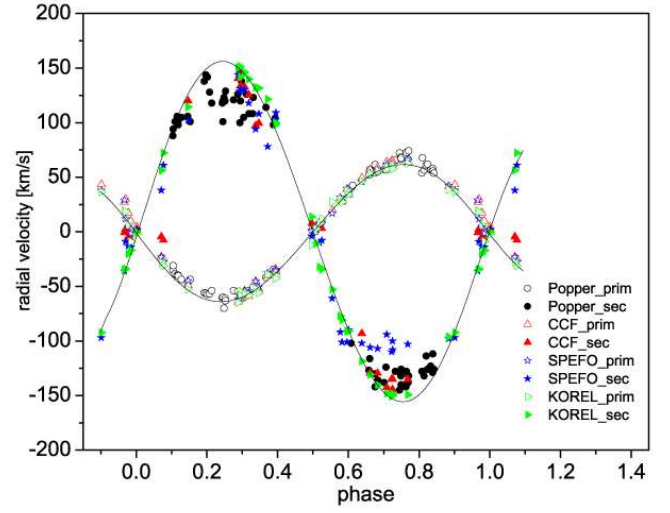 200
150
100
50
0
-50
-100
-150
-200
radial velocity [km/s]
Popper_prim
Popper_sec
CCF_prim
CCF_sec
SPEFO_prim
SPEFO_sec
KOREL_prim
KOREL_sec
0.0 0.2 0.4 0.6 0.8 1.0 1.2 1.4
phase